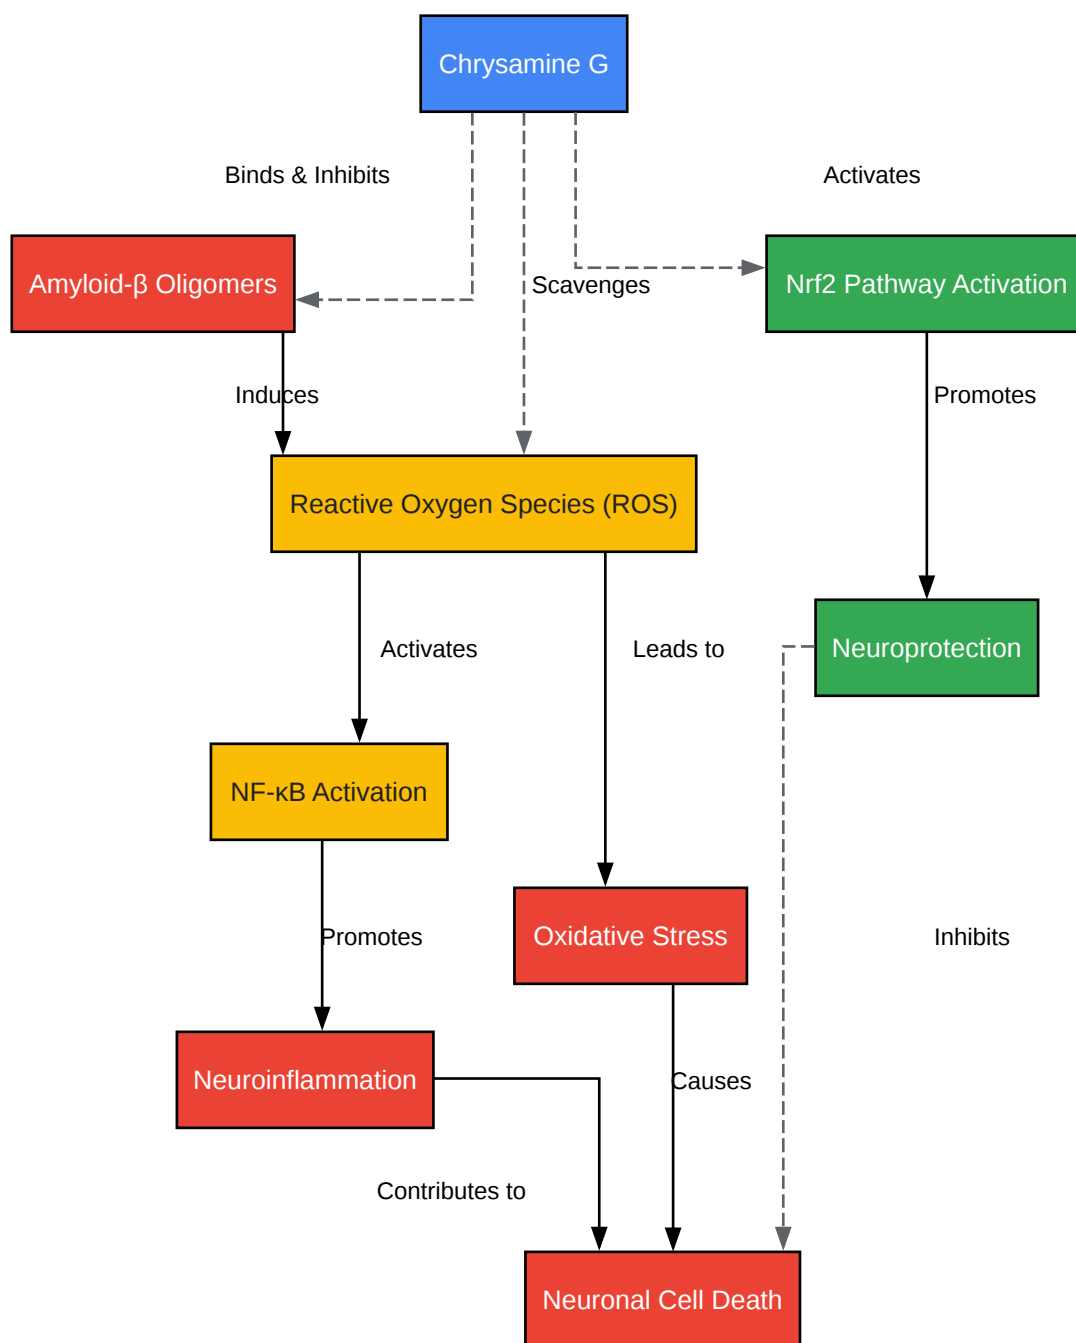 Chrysamine G
Binds & Inhibits
Activates
Amyloid-β Oligomers
Scavenges
Nrf2 Pathway Activation
Induces
Promotes
Reactive Oxygen Species (ROS)
Activates
Leads to
Neuroprotection
NF-κB Activation
Promotes
Oxidative Stress
Inhibits
Neuroinflammation
Causes
Contributes to
Neuronal Cell Death